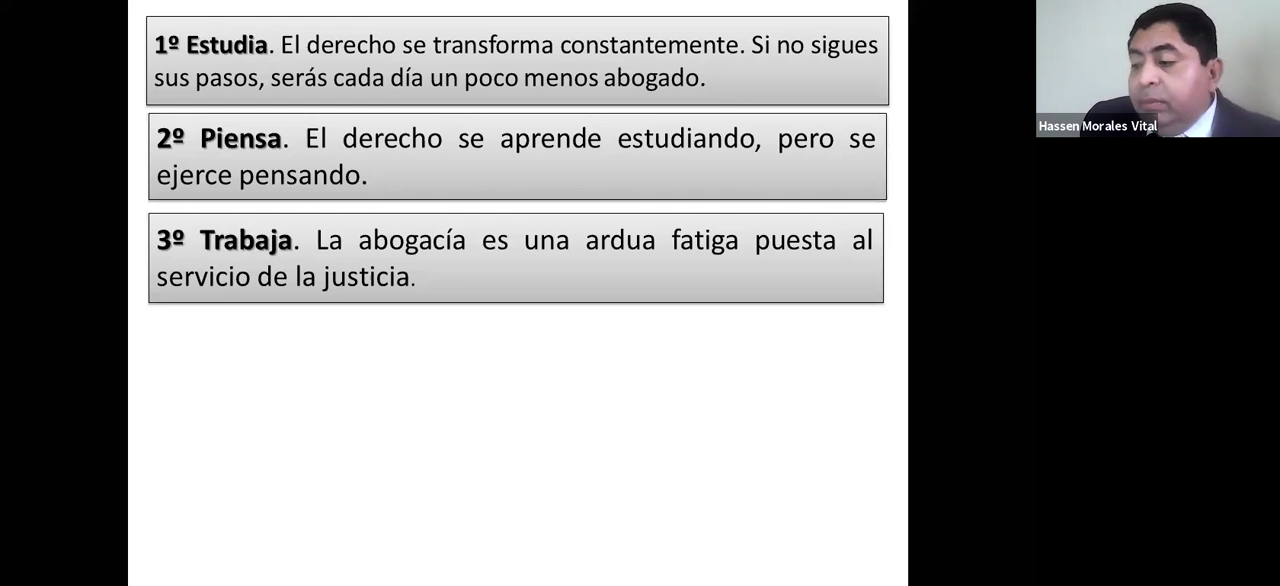 1º Estudia. El derecho se transforma constantemente. Si no sigues
sus pasos, serás cada día un poco menos abogado.
2º Piensa. El derecho se aprende estudiando, pero se
ejerce pensando.
3º Trabaja. La abogacía es una ardua fatiga puesta al
servicio de la justicia.
Hassen Morales Vital